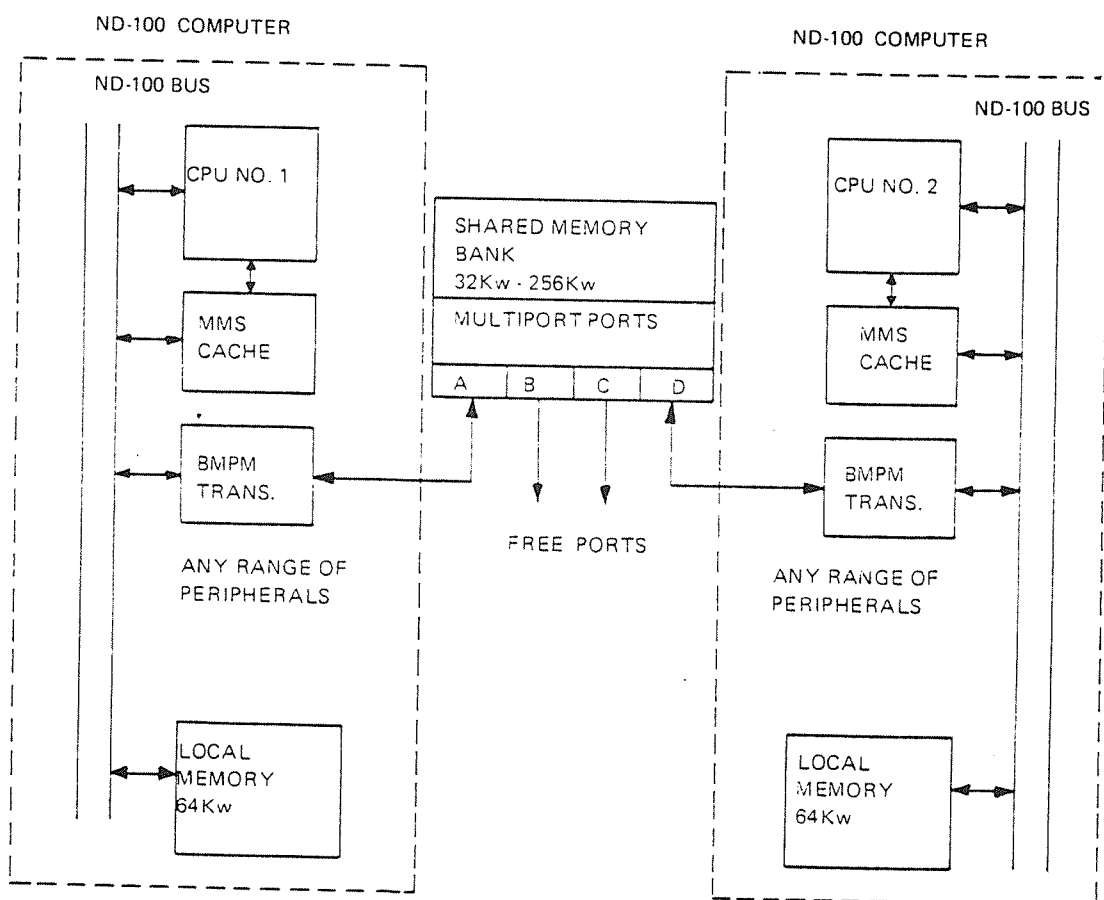 ND-100 COMPUTER
ND-100 BUS
CPU NO. 1
MMS
CACHE
BMPM
TRANS.
ANY RANGE OF
PERIPHERALS
LOCAL
MEMORY
64Kw
SHARED MEMORY
BANK
32Kw - 256Kw
MULTIPORT PORTS
A B C D
FREE PORTS
ND-100 COMPUTER
ND-100 BUS
CPU NO. 2
MMS
CACHE
BMPM
TRANS.
ANY RANGE OF
PERIPHERALS
LOCAL
MEMORY
64Kw